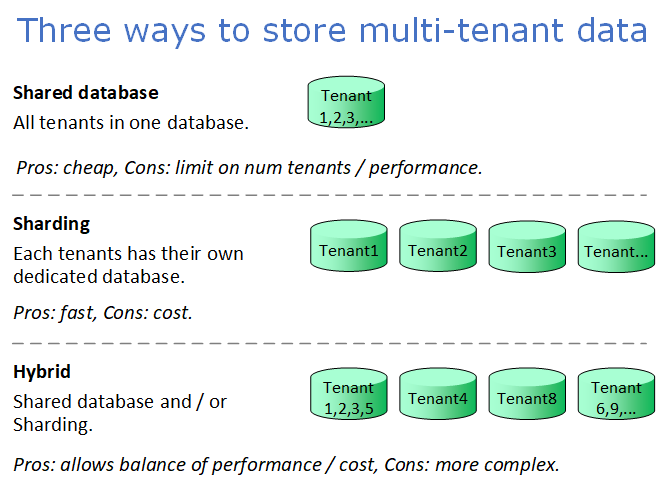 Three ways to store multi-tenant data
Shared database
All tenants in one database.
Tenant
1,2,3,...
Pros: cheap, Cons: limit on num tenants / performance.
Sharding
Each tenants has their own
dedicated database.
Tenant1
Tenant2
Tenant3
Tenant...
Pros: fast, Cons: cost.
Hybrid
Shared database and / or
Sharding.
Tenant
1,2,3,5
Tenant4
Tenant8
Tenant
6,9,...
Pros: allows balance of performance / cost, Cons: more complex.